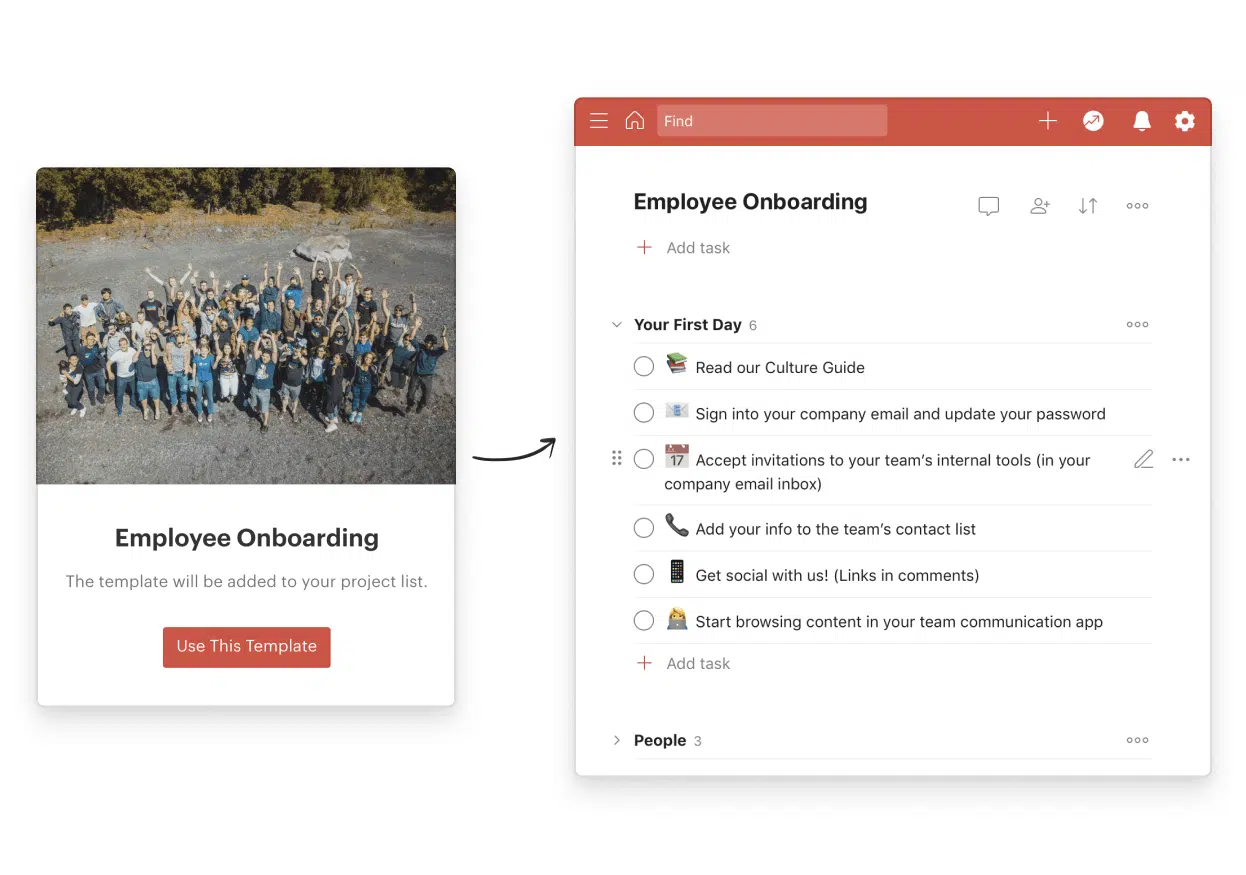 Employee Onboarding
The template will be added to your project list.
Use This Template
Find
Employee Onboarding
Add task
Your First Day 6
Read our Culture Guide
Sign into your company email and update your password
17
Accept invitations to your team’s internal tools (in your
company email inbox)
Add your info to the team’s contact list
Get social with us! (Links in comments)
Start browsing content in your team communication app
Add task
People 3